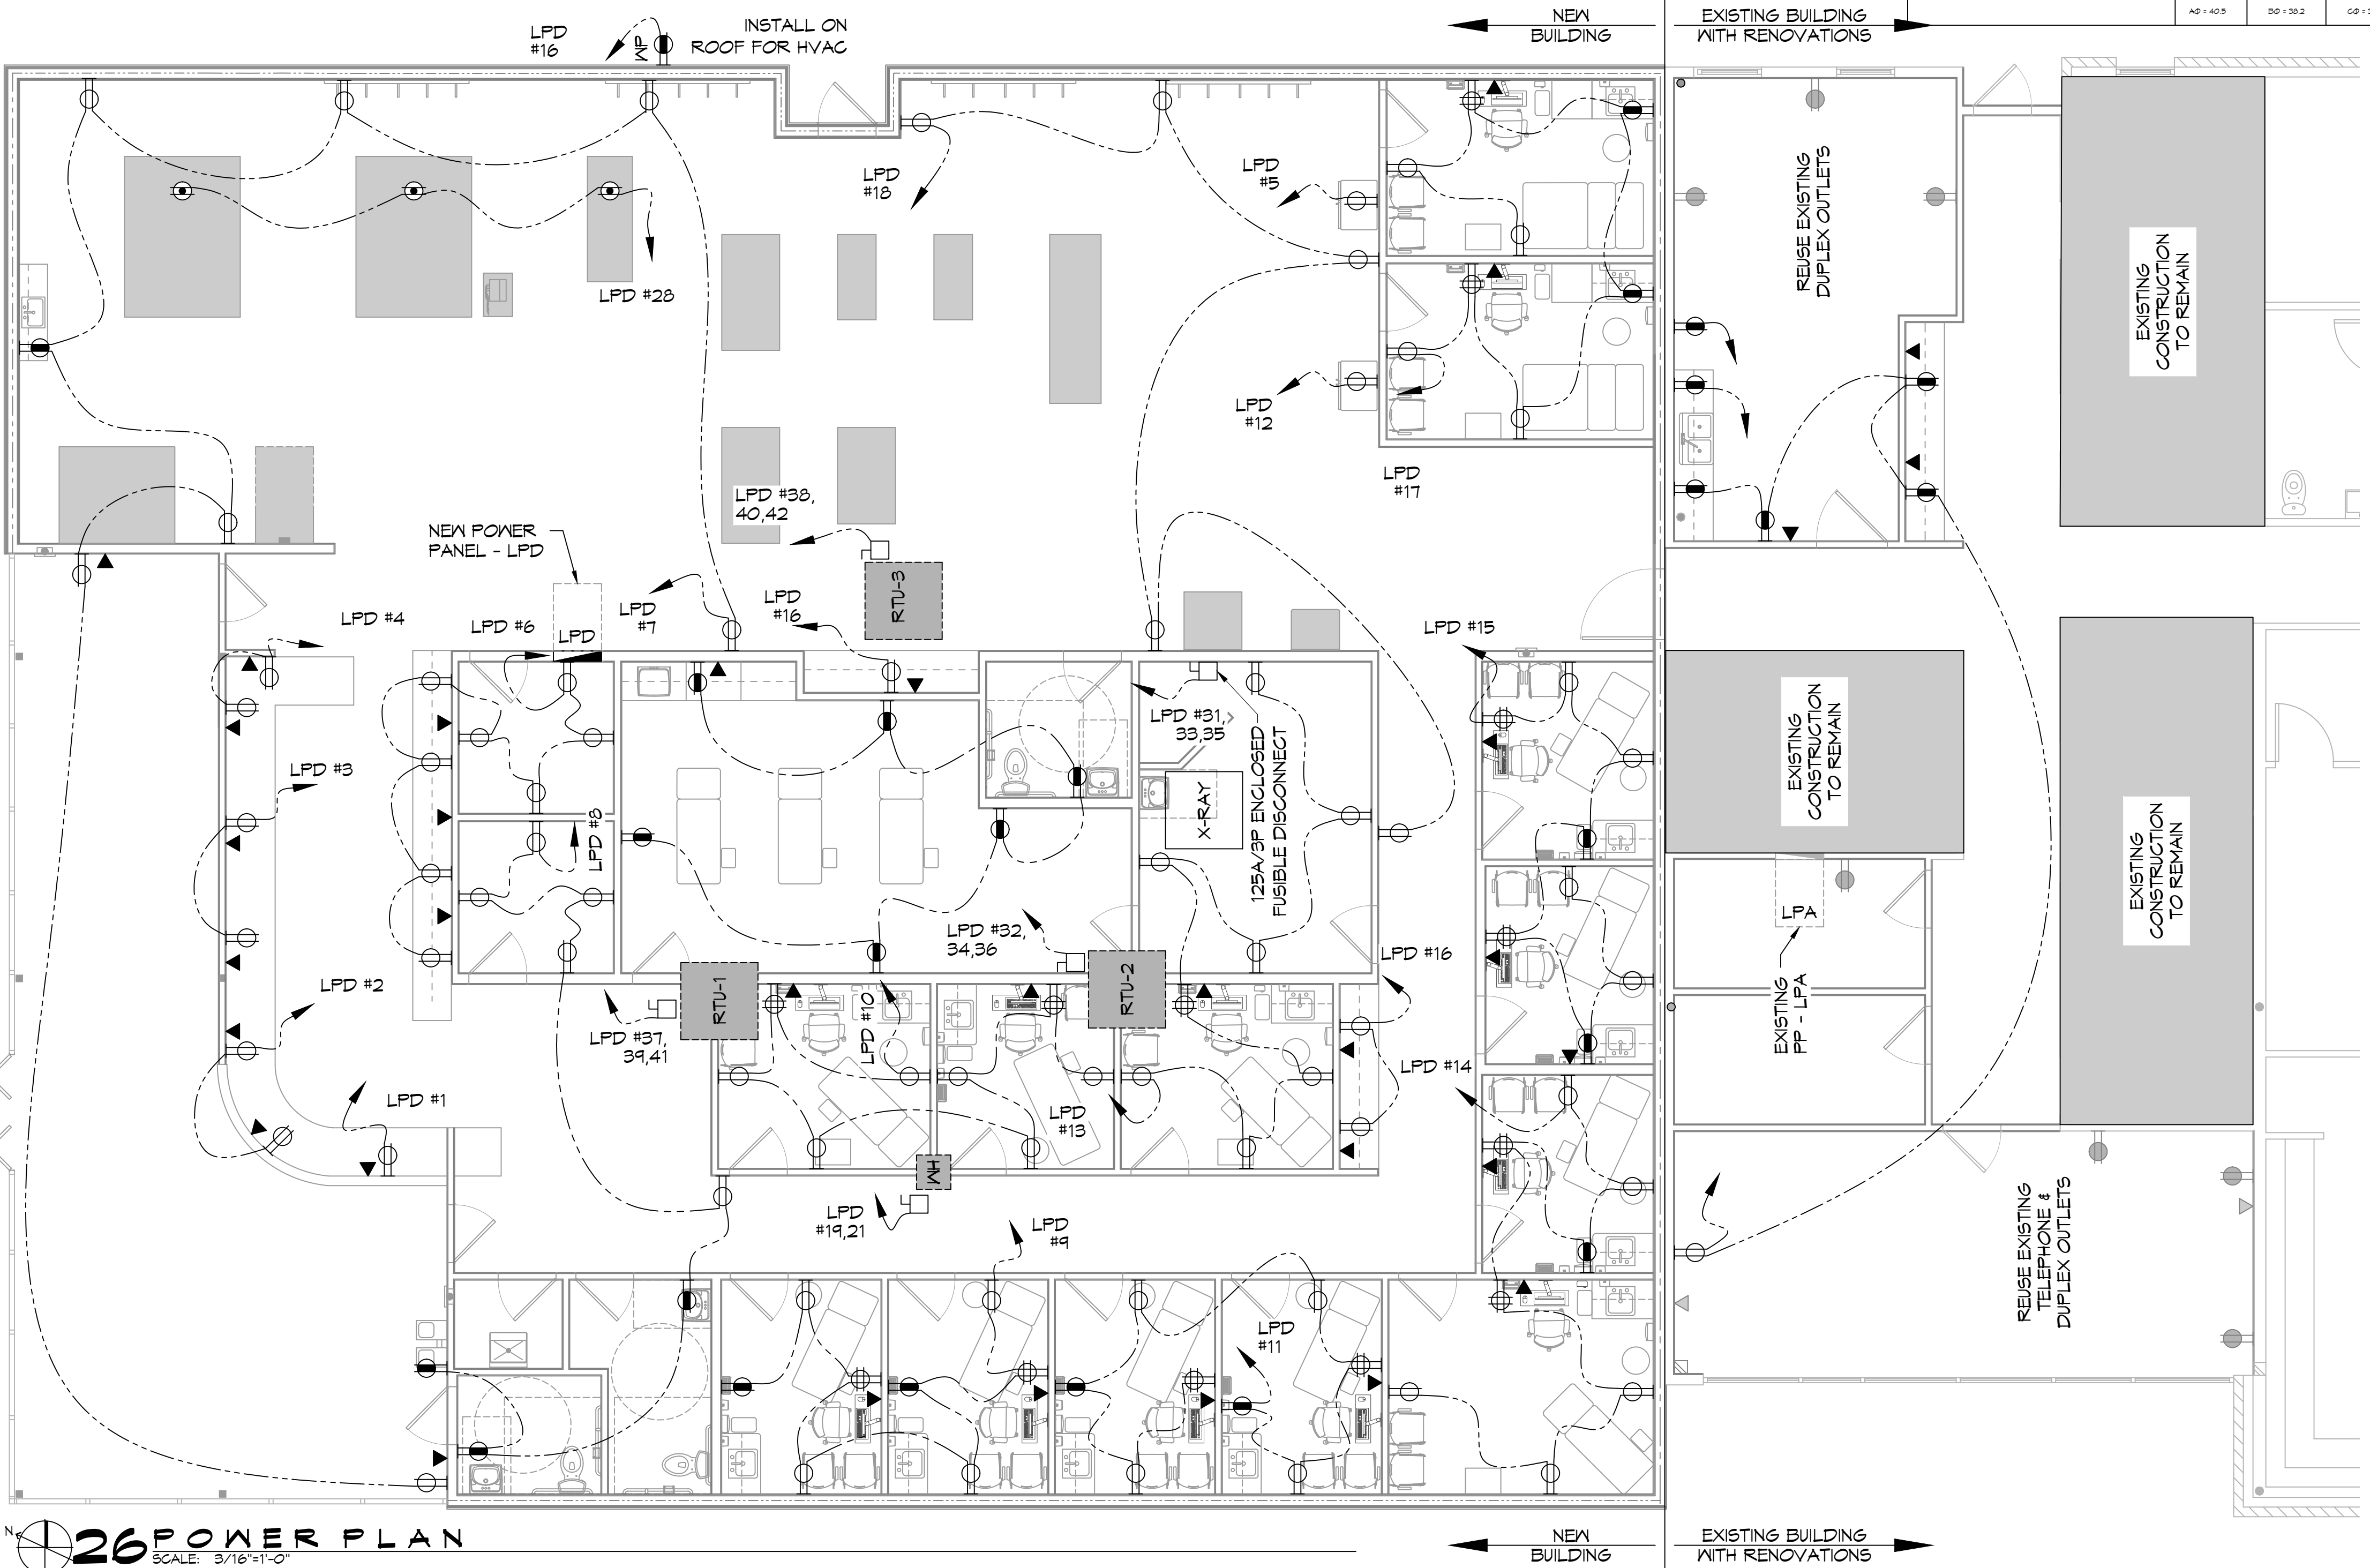 INSTALL ON
ROOF FOR HVAC
LPD
#16
WP
NEW
BUILDING
EXISTING BUILDING
WITH RENOVATIONS
AΦ = 40.5
BΦ = 38.2
LPD
#18
LPD
#5
LPD #28
LPD
#12
LPD
#17
REUSE EXISTING
DUPLEX OUTLETS
EXISTING
CONSTRUCTION
TO REMAIN
LPD #38,
40,42
NEW POWER
PANEL - LPD
RTU-3
LPD #4
LPD #6
LPD
LPD
#7
LPD
#16
LPD #15
LPD #31,
33,35
125A/3P ENCLOSED
FUSIBLE DISCONNECT
X-RAY
LPD #3
LPD #8
EXISTING
CONSTRUCTION
TO REMAIN
EXISTING
CONSTRUCTION
TO REMAIN
LPD #32,
34,36
LPA
EXISTING
PP - LPA
LPD #2
RTU-1
RTU-2
LPD #16
LPD #10
LPD #37,
39,41
LPD #14
LPD #1
LPD
#13
WH
LPD
#19,21
LPD
#9
LPD
#11
REUSE EXISTING
TELEPHONE &
DUPLEX OUTLETS
N
26 POWER PLAN
SCALE: 3/16"=1'-0"
NEW
BUILDING
EXISTING BUILDING
WITH RENOVATIONS